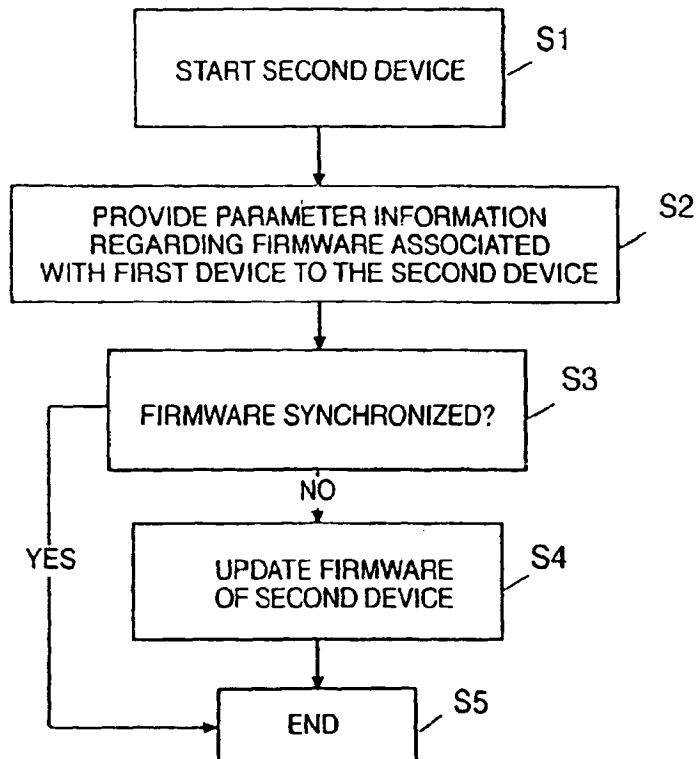 START SECOND DEVICE
S1
PROVIDE PARAMETER INFORMATION
REGARDING FIRMWARE ASSOCIATED
WITH FIRST DEVICE TO THE SECOND DEVICE
S2
FIRMWARE SYNCHRONIZED?
S3
NO
YES
UPDATE FIRMWARE
OF SECOND DEVICE
S4
END
S5